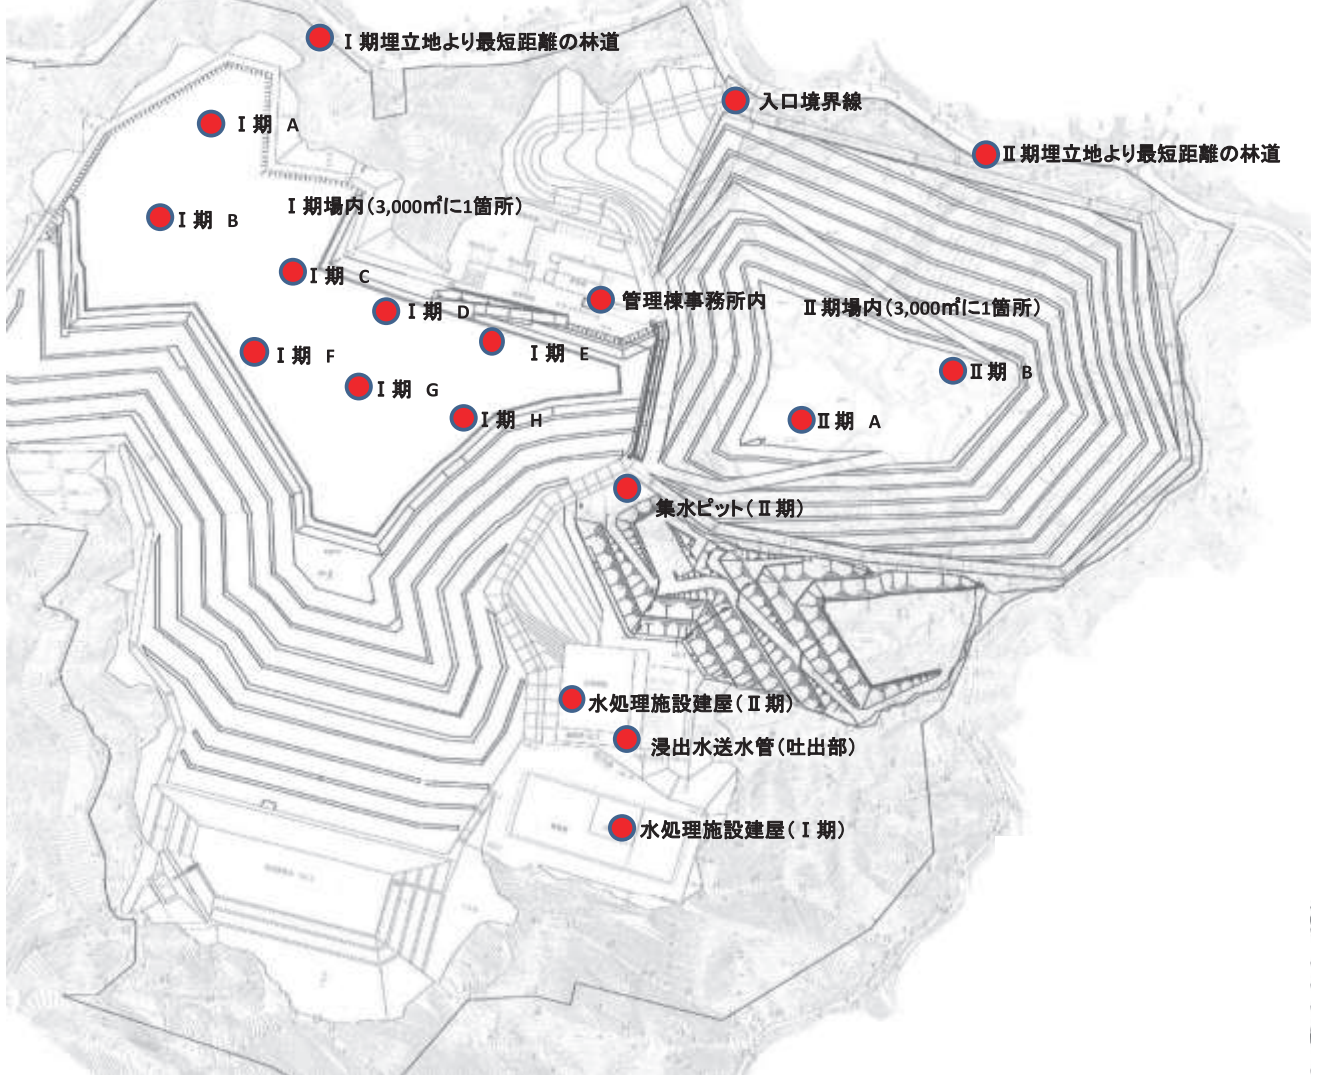 Ⅰ期埋立地より最短距離の林道
入口境界線
Ⅰ期 A
Ⅱ期埋立地より最短距離の林道
Ⅰ期場内(3,000㎡に1箇所)
Ⅰ期 B
Ⅰ期 C
管理棟事務所内
Ⅱ期場内(3,000㎡に1箇所)
Ⅰ期 D
Ⅰ期 E
Ⅰ期 F
Ⅱ期 B
Ⅰ期 G
Ⅰ期 H
Ⅱ期 A
集水ピット(Ⅱ期)
水処理施設建屋(Ⅱ期)
浸出水送水管(吐出部)
水処理施設建屋(Ⅰ期)